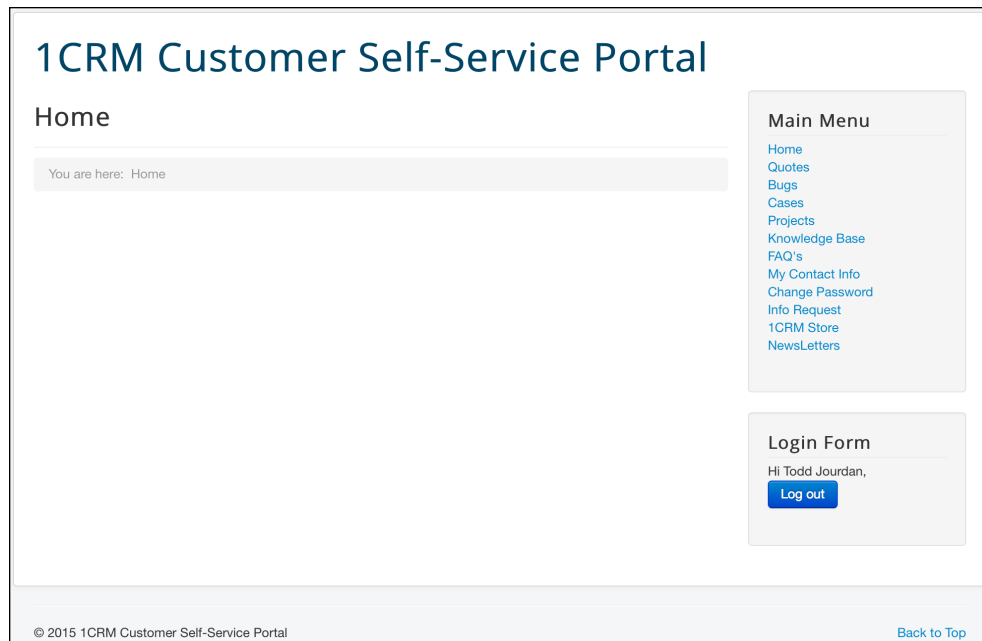 1CRM Customer Self-Service Portal
Home
You are here: Home
Main Menu
Home
Quotes
Bugs
Cases
Projects
Knowledge Base
FAQ's
My Contact Info
Change Password
Info Request
1CRM Store
NewsLetters
Login Form
Hi Todd Jourdan,
Log out
© 2015 1CRM Customer Self-Service Portal
Back to Top